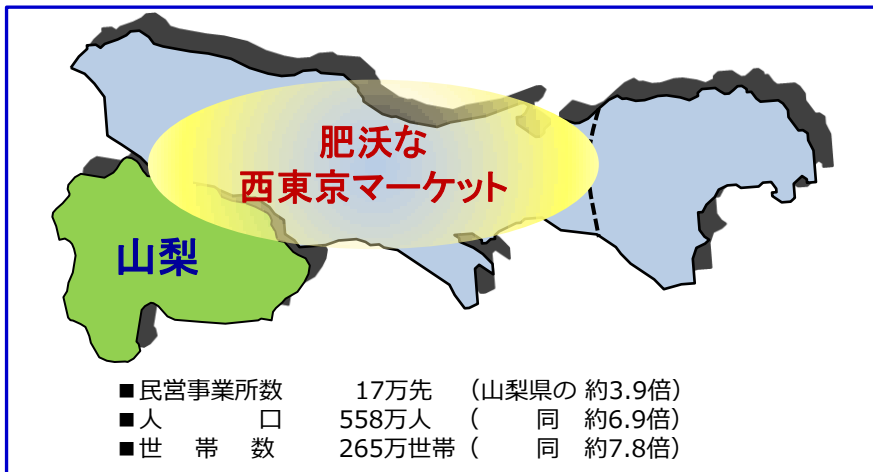 肥沃な
西東京マーケット
山梨
■民営事業所数 17万先 （山梨県の 約3.9倍）
■人 口 558万人 （ 同 約6.9倍）
■世 帯 数 265万世帯（ 同 約7.8倍）